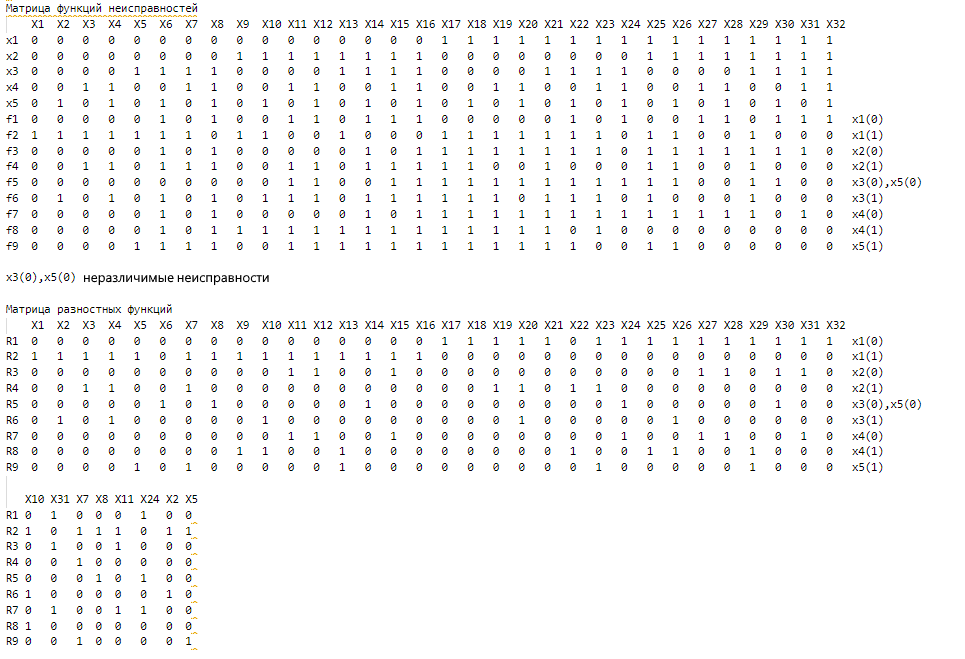 Матрица функций неисправностей
X1 X2 X3 X4 X5 X6 X7 X8 X9 X10 X11 X12 X13 X14 X15 X16 X17 X18 X19 X20 X21 X22 X23 X24 X25 X26 X27 X28 X29 X30 X31 X32
x1 0 0 0 0 0 0 0 0 0 0 0 0 0 0 0 0 1 1 1 1 1 1 1 1 1 1 1 1 1 1 1 1
x2 0 0 0 0 0 0 0 0 1 1 1 1 1 1 1 1 0 0 0 0 0 0 0 0 1 1 1 1 1 1 1 1
x3 0 0 0 0 1 1 1 1 0 0 0 0 1 1 1 1 0 0 0 0 1 1 1 1 0 0 0 0 1 1 1 1
x4 0 0 1 1 0 0 1 1 0 0 1 1 0 0 1 1 0 0 1 1 0 0 1 1 0 0 1 1 0 0 1 1
x5 0 1 0 1 0 1 0 1 0 1 0 1 0 1 0 1 0 1 0 1 0 1 0 1 0 1 0 1 0 1 0 1
f1 0 0 0 0 0 1 0 1 0 0 1 1 0 1 1 1 0 0 0 0 0 1 0 1 0 0 1 1 0 1 1 1 x1(0)
f2 1 1 1 1 1 1 1 0 1 1 0 0 1 0 0 0 1 1 1 1 1 1 1 0 1 1 0 0 1 0 0 0 x1(1)
f3 0 0 0 0 0 1 0 1 0 0 0 0 0 1 0 1 1 1 1 1 1 1 1 0 1 1 1 1 1 1 1 0 x2(0)
f4 0 0 1 1 0 1 1 1 0 0 1 1 0 1 1 1 1 1 0 0 1 0 0 0 1 1 0 0 1 0 0 0 x2(1)
f5 0 0 0 0 0 0 0 0 0 0 1 1 0 0 1 1 1 1 1 1 1 1 1 1 1 1 0 0 1 1 0 0 x3(0),x5(0)
f6 0 1 0 1 0 1 0 1 0 1 1 1 0 1 1 1 1 1 1 0 1 1 1 0 1 0 0 0 1 0 0 0 x3(1)
f7 0 0 0 0 0 1 0 1 0 0 0 0 0 1 0 1 1 1 1 1 1 1 1 1 1 1 1 1 1 0 1 0 x4(0)
f8 0 0 0 0 0 1 0 1 1 1 1 1 1 1 1 1 1 1 1 1 1 0 1 0 0 0 0 0 0 0 0 0 x4(1)
f9 0 0 0 0 1 1 1 1 0 0 1 1 1 1 1 1 1 1 1 1 1 1 0 0 1 1 0 0 0 0 0 0 x5(1)
x3(0),x5(0) неразличимые неисправности
Матрица разностных функций
X1 X2 X3 X4 X5 X6 X7 X8 X9 X10 X11 X12 X13 X14 X15 X16 X17 X18 X19 X20 X21 X22 X23 X24 X25 X26 X27 X28 X29 X30 X31 X32
R1 0 0 0 0 0 0 0 0 0 0 0 0 0 0 0 0 1 1 1 1 1 0 1 1 1 1 1 1 1 1 1 1 x1(0)
R2 1 1 1 1 1 0 1 1 1 1 1 1 1 1 1 1 0 0 0 0 0 0 0 0 0 0 0 0 0 0 0 0 x1(1)
R3 0 0 0 0 0 0 0 0 0 0 1 1 0 0 1 0 0 0 0 0 0 0 0 0 0 0 1 1 0 1 1 0 x2(0)
R4 0 0 1 1 0 0 1 0 0 0 0 0 0 0 0 0 0 0 1 1 0 1 1 0 0 0 0 0 0 0 0 0 x2(1)
R5 0 0 0 0 0 1 0 1 0 0 0 0 0 1 0 0 0 0 0 0 0 0 0 1 0 0 0 0 0 1 0 0 x3(0),x5(0)
R6 0 1 0 1 0 0 0 0 0 1 0 0 0 0 0 0 0 0 0 1 0 0 0 0 0 1 0 0 0 0 0 0 x3(1)
R7 0 0 0 0 0 0 0 0 0 0 1 1 0 0 1 0 0 0 0 0 0 0 0 1 0 0 1 1 0 0 1 0 x4(0)
R8 0 0 0 0 0 0 0 0 1 1 0 0 1 0 0 0 0 0 0 0 0 1 0 0 1 1 0 0 1 0 0 0 x4(1)
R9 0 0 0 0 1 0 1 0 0 0 0 0 1 0 0 0 0 0 0 0 0 0 1 0 0 0 0 0 1 0 0 0 x5(1)
X10 X31 X7 X8 X11 X24 X2 X5
R1 0 1 0 0 0 1 0 0
R2 1 0 1 1 1 0 1 1
R3 0 1 0 0 1 0 0 0
R4 0 0 1 0 0 0 0 0
R5 0 0 0 1 0 1 0 0
R6 1 0 0 0 0 0 1 0
R7 0 1 0 0 1 1 0 0
R8 1 0 0 0 0 0 0 0
R9 0 0 1 0 0 0 0 1